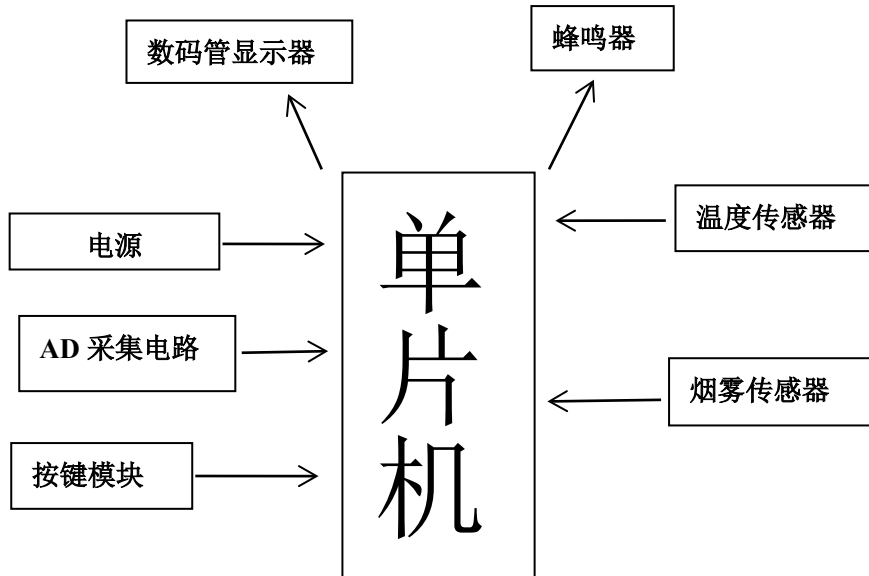 数码管显示器
蜂鸣器
电源
AD 采集电路
按键模块
单
片
机
温度传感器
烟雾传感器